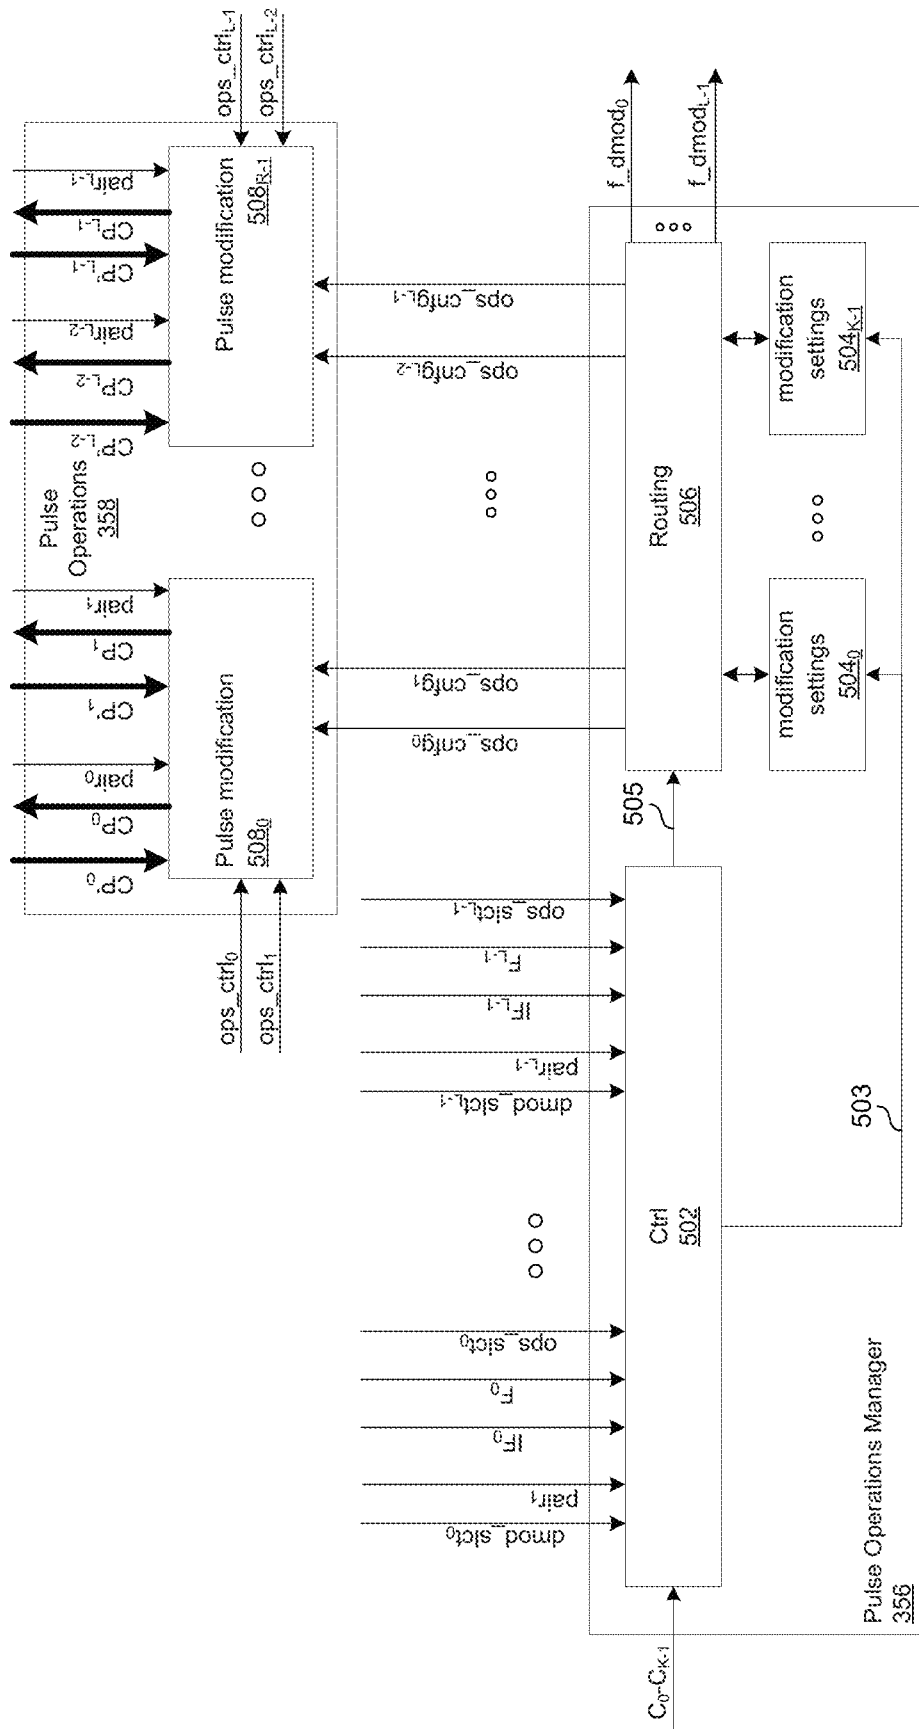 Pulse
Operations
358
CP'₀
CP₀
pair₀
CP'₁
CP₁
pair₁
CP'L-2
CPL-2
pairL-2
CP'L-1
CPL-1
pairL-1
Pulse modification
508₀
Pulse modification
508R-1
ops_ctrl₀
ops_ctrl₁
ops_ctrlL-1
ops_ctrlL-2
ops_cnfg₀
ops_cnfg₁
ops_cnfgL-2
ops_cnfgL-1
dmod_slct₀
pair₁
IF₀
F₀
ops_slct₀
dmod_slctL-1
pairL-1
IFL-1
FL-1
ops_slctL-1
C₀-CK-1
Ctrl
502
505
Routing
506
f_dmod₀
f_dmodL-1
modification
settings
504₀
modification
settings
504K-1
503
Pulse Operations Manager
356